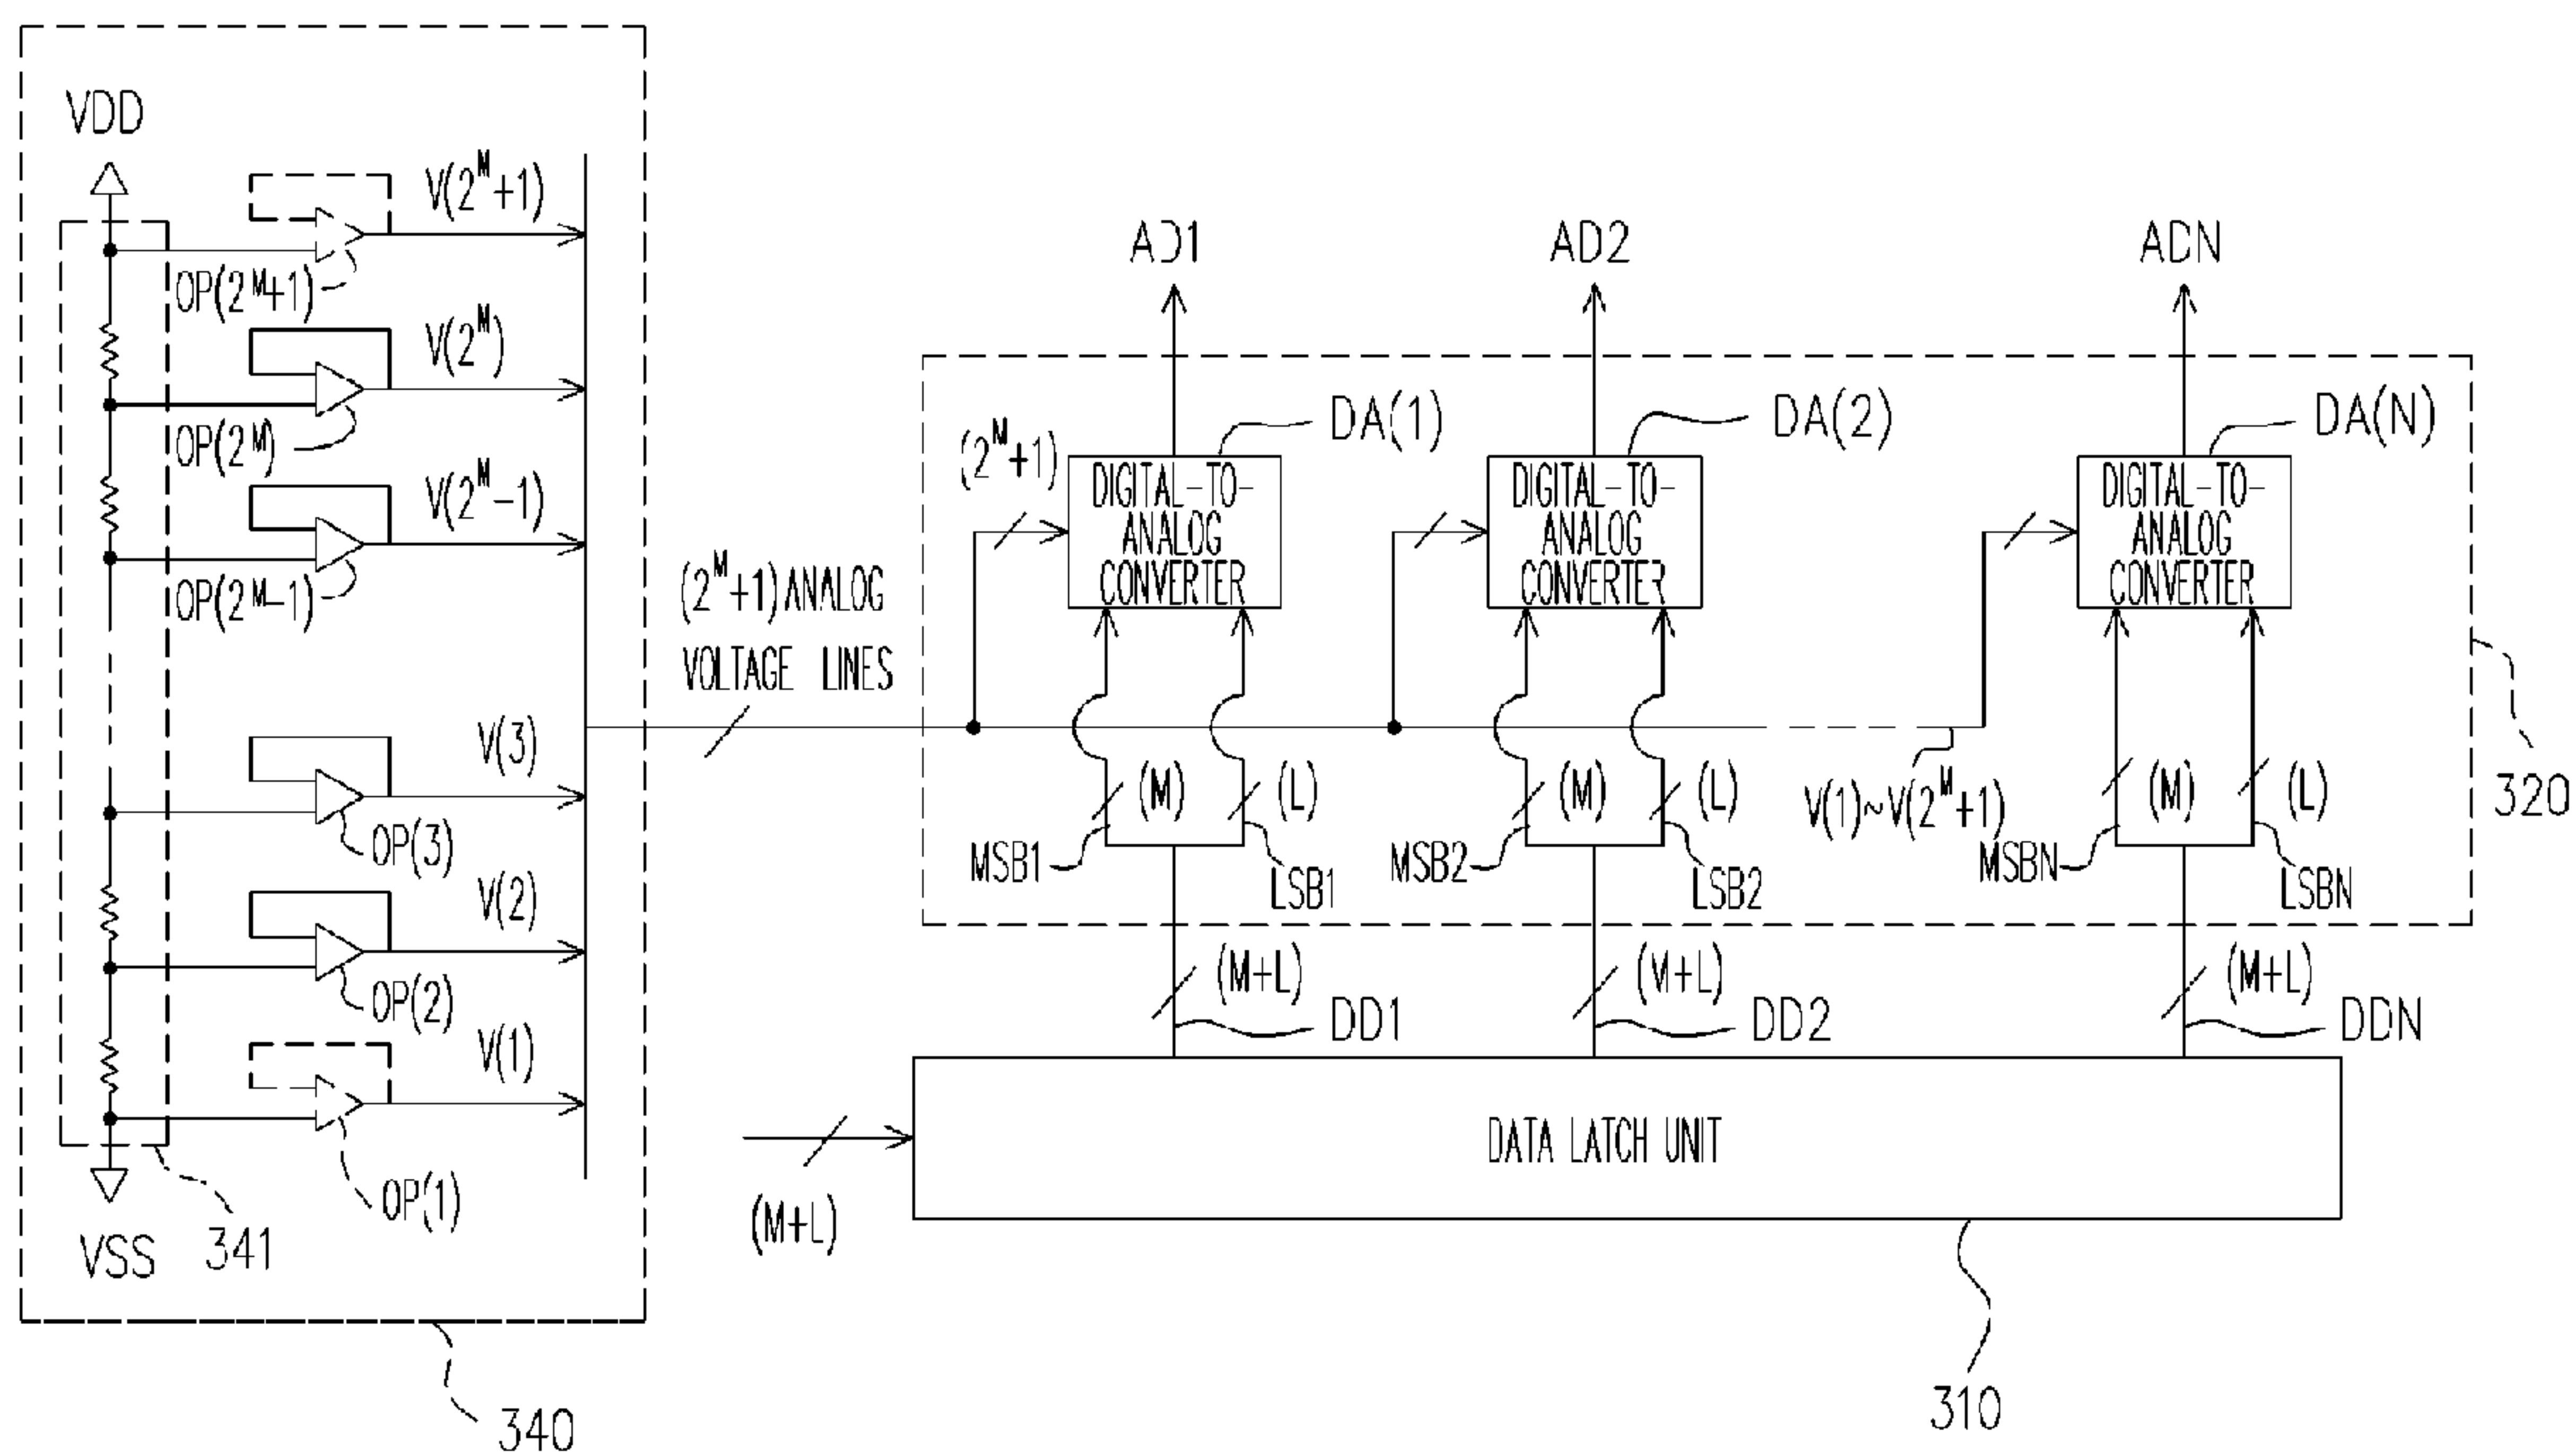 VDD
V(2^M+1)
OP(2^M+1)
V(2^M)
OP(2^M)
V(2^M-1)
OP(2^M-1)
V(3)
OP(3)
V(2)
OP(2)
V(1)
OP(1)
VSS
341
340
(2^M+1) ANALOG
VOLTAGE LINES
AD1
AD2
ADN
DA(1)
DA(2)
DA(N)
(2^M+1)
DIGITAL-TO-
ANALOG
CONVERTER
DIGITAL-TO-
ANALOG
CONVERTER
DIGITAL-TO-
ANALOG
CONVERTER
(M)
(L)
(M)
(L)
V(1)~V(2^M+1)
(M)
(L)
320
MSB1
LSB1
MSB2
LSB2
MSBN
LSBN
(M+L)
(M+L)
(M+L)
DD1
DD2
DDN
DATA LATCH UNIT
(M+L)
310